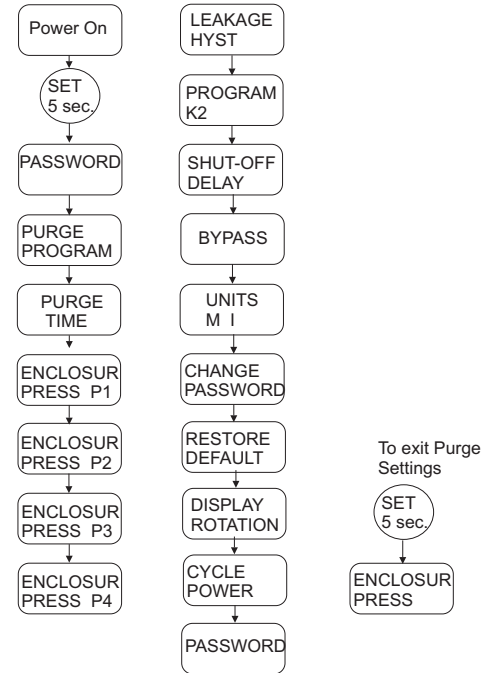 Power On
SET
5 sec.
PASSWORD
PURGE
PROGRAM
PURGE
TIME
ENCLOSUR
PRESS P1
ENCLOSUR
PRESS P2
ENCLOSUR
PRESS P3
ENCLOSUR
PRESS P4
LEAKAGE
HYST
PROGRAM
K2
SHUT-OFF
DELAY
BYPASS
UNITS
M I
CHANGE
PASSWORD
RESTORE
DEFAULT
DISPLAY
ROTATION
CYCLE
POWER
PASSWORD
To exit Purge
Settings
SET
5 sec.
ENCLOSUR
PRESS